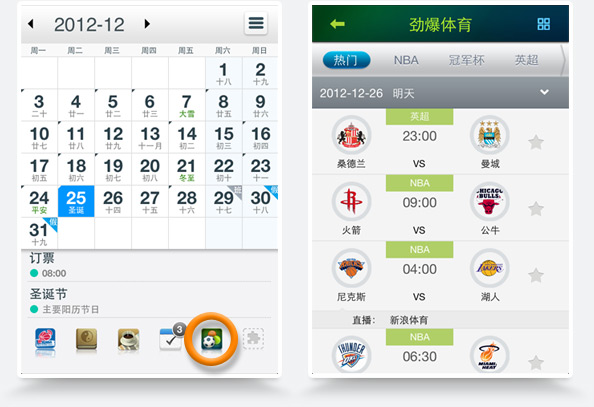 2012-12
周一 周二 周三 周四 周五 周六 周日
1 2
十八 十九
3 4 5 6 7 8 9
二十 廿一 廿二 廿三 大雪 廿五 廿六
10 11 12 13 14 15 16
廿七 廿八 廿九 十一月 初二 初三 初四
17 18 19 20 21 22 23
初五 初六 初七 初八 冬至 初十 十一
24 25 26 27 28 29 班 30 假
平安 圣诞 十四 十五 十六 十七 十八
31 假
十九
订票
08:00
圣诞节
主要阳历节日
3
劲爆体育
热门 NBA 冠军杯 英超
2012-12-26 明天
英超
23:00
桑德兰 VS 曼城
NBA
CHICAGO
BULLS
09:00
火箭 VS 公牛
NBA
04:00
尼克斯 VS 湖人
直播: 新浪体育
NBA
THUNDER
06:30
MIAMI
HEAT